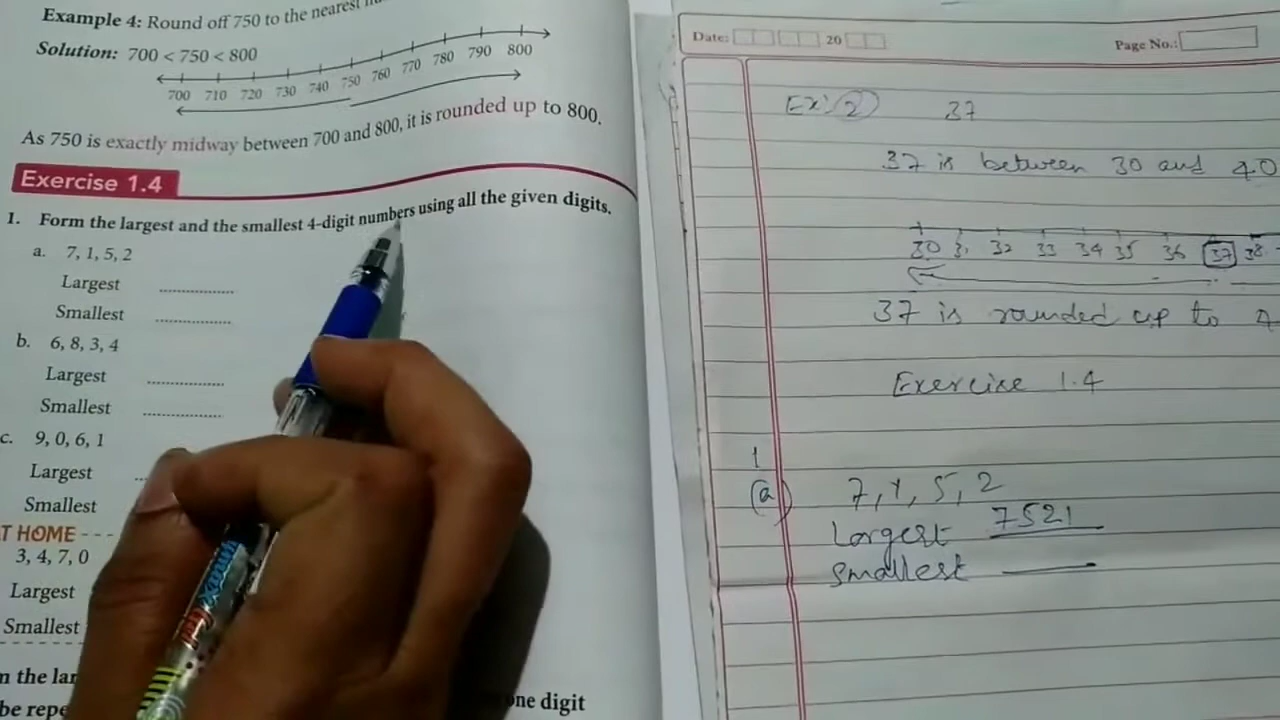 Example 4: Round off 750 to the nearest
Solution: 700 < 750 < 800
700 710 720 730 740 750 760 770 780 790 800
As 750 is exactly midway between 700 and 800, it is rounded up to 800.
Exercise 1.4
1. Form the largest and the smallest 4-digit numbers using all the given digits.
a. 7, 1, 5, 2
Largest ..............
Smallest ..............
b. 6, 8, 3, 4
Largest ..............
Smallest ..............
c. 9, 0, 6, 1
Largest
Smallest
T HOME
3, 4, 7, 0
Largest
Smallest
the
be
one digit
Date: 20 Page No.:
Ex: 2 37
37 is between 30 and 40
30 31 32 33 34 35 36 37 38
37 is rounded up to
Exercise 1.4
1
(a) 7, 1, 5, 2
Largest 7521
Smallest